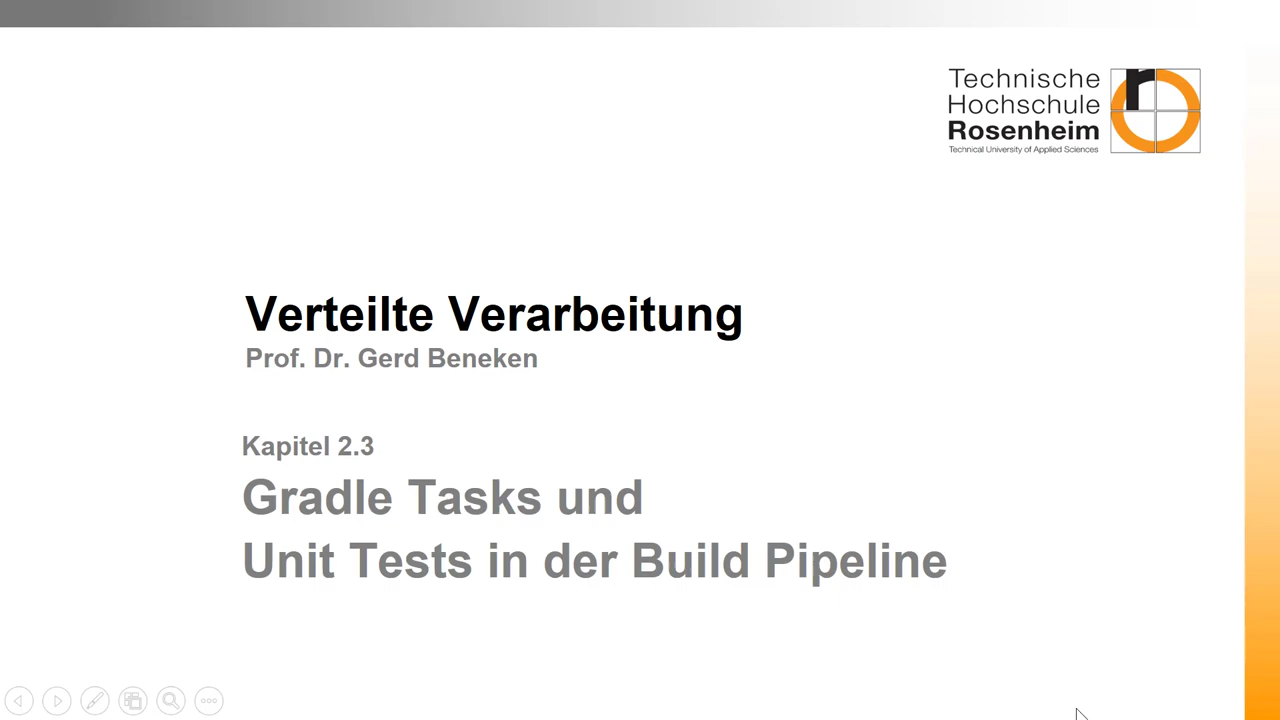 Technische
Hochschule
Rosenheim
Technical University of Applied Sciences
Verteilte Verarbeitung
Prof. Dr. Gerd Beneken
Kapitel 2.3
Gradle Tasks und
Unit Tests in der Build Pipeline